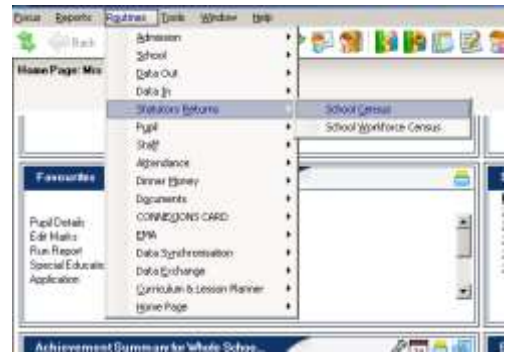 Focus Reports Routines Tools Window Help
Back
Home Page: Mrs
Admission
School
Data Out
Data In
Statutory Returns
School Census
Pupil
School Workforce Census
Staff
Attendance
Favourites
Dinner Money
Documents
Pupil Details
CONNEXIONS CARD
Edit Marks
EMA
Run Report
Data Synchronisation
Special Educatio
Data Exchange
Application
Curriculum & Lesson Planner
Home Page
Achievement Summary for Whole Schoo...